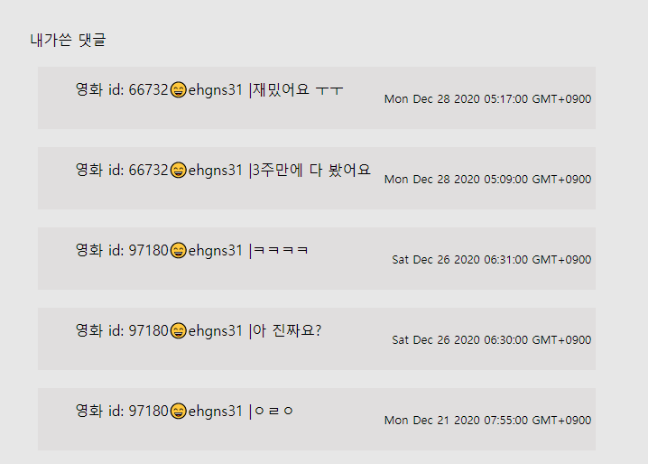 내가쓴 댓글
영화 id: 66732😄ehgns31 |재밌어요 ㅜㅜ
Mon Dec 28 2020 05:17:00 GMT+0900
영화 id: 66732😄ehgns31 |3주만에 다 봤어요
Mon Dec 28 2020 05:09:00 GMT+0900
영화 id: 97180😄ehgns31 |ㅋㅋㅋㅋ
Sat Dec 26 2020 06:31:00 GMT+0900
영화 id: 97180😄ehgns31 |아 진짜요?
Sat Dec 26 2020 06:30:00 GMT+0900
영화 id: 97180😄ehgns31 |ㅇㄹㅇ
Mon Dec 21 2020 07:55:00 GMT+0900